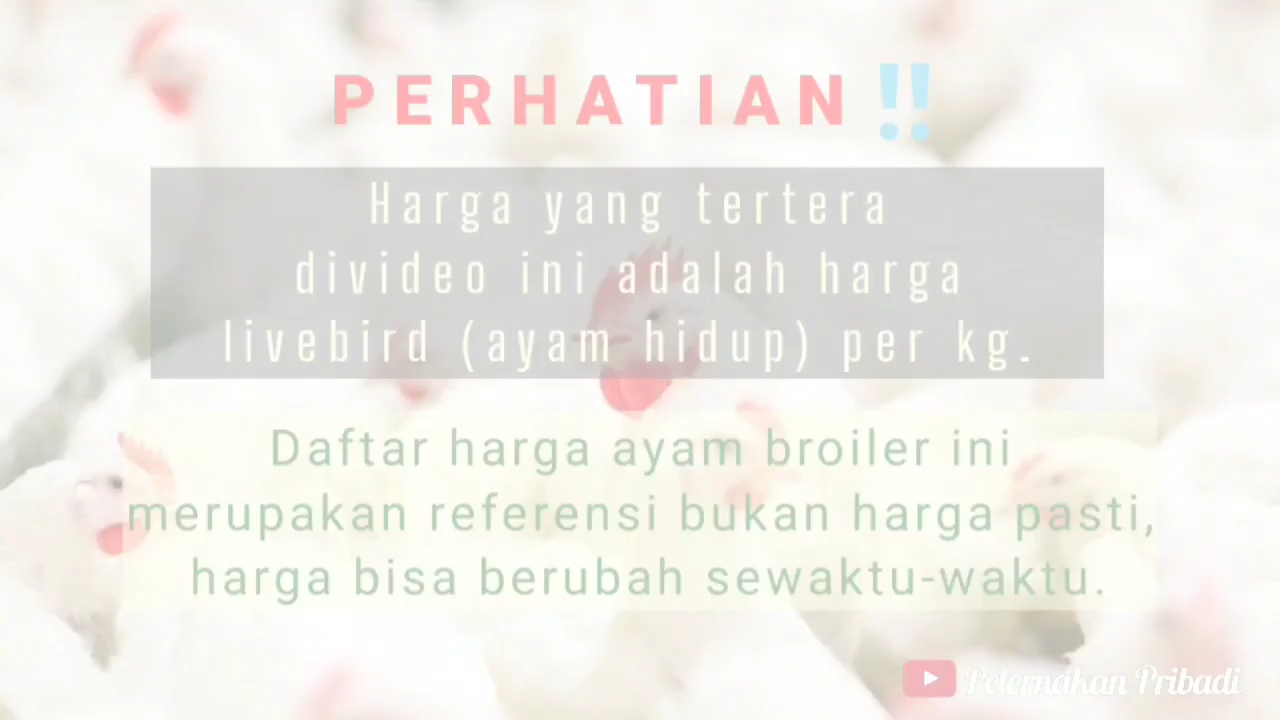 PERHATIAN‼
Harga yang tertera
divideo ini adalah harga
livebird (ayam hidup) per kg.
Daftar harga ayam broiler ini
merupakan referensi bukan harga pasti,
harga bisa berubah sewaktu-waktu.
Peternakan Pribadi